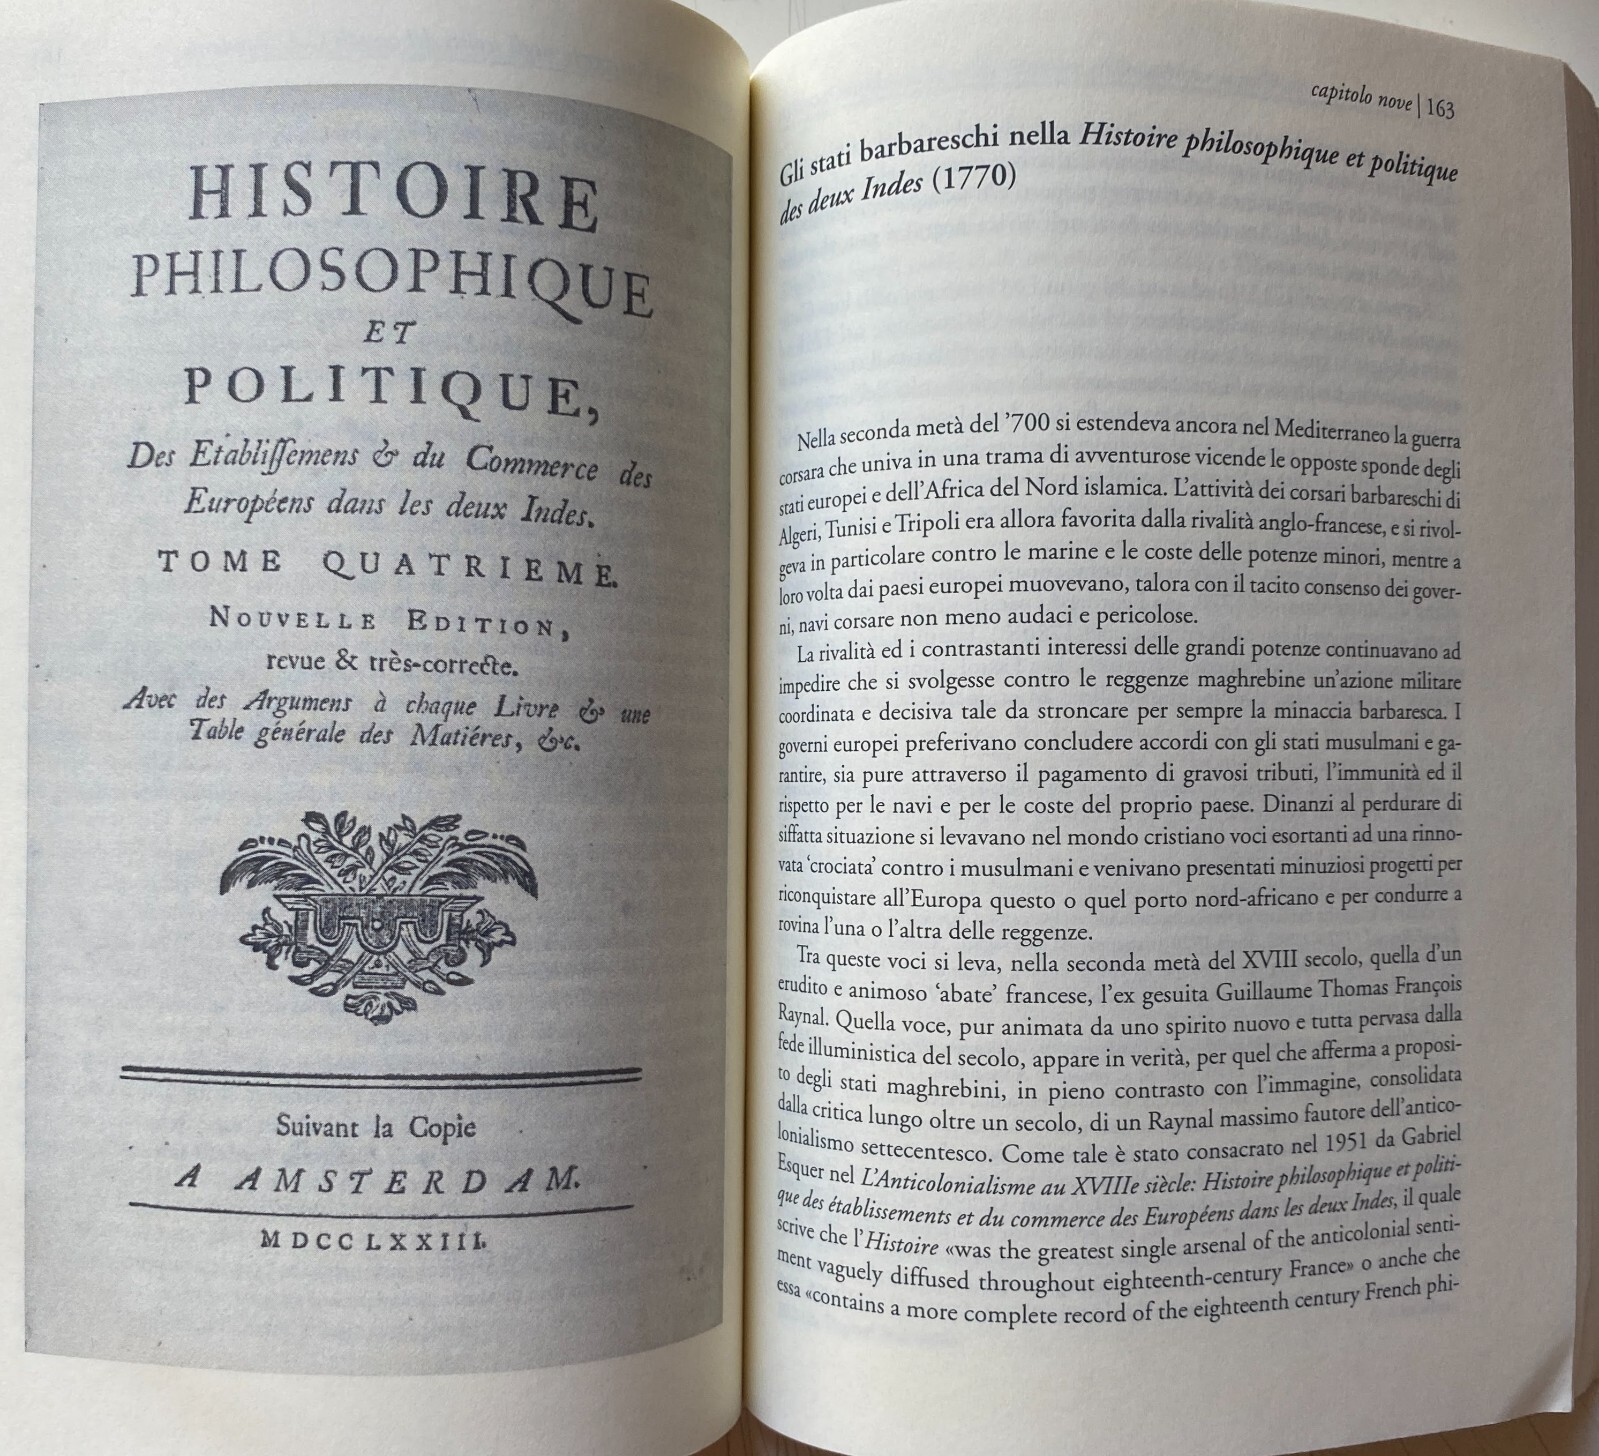 HISTOIRE
PHILOSOPHIQUE
ET
POLITIQUE,
Des Etabliſſemens & du Commerce des
Européens dans les deux Indes.
TOME QUATRIEME.
NOUVELLE EDITION,
revue & très-correcte.
Avec des Argumens à chaque Livre & une
Table générale des Matiéres, &c.
Suivant la Copie
A AMSTERDAM.
MDCCLXXIII.
capitolo nove | 163
Gli stati barbareschi nella Histoire philosophique et politique
des deux Indes (1770)
Nella seconda metà del ’700 si estendeva ancora nel Mediterraneo la guerra
corsara che univa in una trama di avventurose vicende le opposte sponde degli
stati europei e dell’Africa del Nord islamica. L’attività dei corsari barbareschi di
Algeri, Tunisi e Tripoli era allora favorita dalla rivalità anglo-francese, e si rivol-
geva in particolare contro le marine e le coste delle potenze minori, mentre a
loro volta dai paesi europei muovevano, talora con il tacito consenso dei gover-
ni, navi corsare non meno audaci e pericolose.
La rivalità ed i contrastanti interessi delle grandi potenze continuavano ad
impedire che si svolgesse contro le reggenze maghrebine un’azione militare
coordinata e decisiva tale da stroncare per sempre la minaccia barbaresca. I
governi europei preferivano concludere accordi con gli stati musulmani e ga-
rantire, sia pure attraverso il pagamento di gravosi tributi, l’immunità ed il
rispetto per le navi e per le coste del proprio paese. Dinanzi al perdurare di
siffatta situazione si levavano nel mondo cristiano voci esortanti ad una rinno-
vata ‘crociata’ contro i musulmani e venivano presentati minuziosi progetti per
riconquistare all’Europa questo o quel porto nord-africano e per condurre a
rovina l’una o l’altra delle reggenze.
Tra queste voci si leva, nella seconda metà del XVIII secolo, quella d’un
erudito e animoso ‘abate’ francese, l’ex gesuita Guillaume Thomas François
Raynal. Quella voce, pur animata da uno spirito nuovo e tutta pervasa dalla
fede illuministica del secolo, appare in verità, per quel che afferma a proposi-
to degli stati maghrebini, in pieno contrasto con l’immagine, consolidata
dalla critica lungo oltre un secolo, di un Raynal massimo fautore dell’antico-
lonialismo settecentesco. Come tale è stato consacrato nel 1951 da Gabriel
Esquer nel L’Anticolonialisme au XVIIIe siècle: Histoire philosophique et politi-
que des établissements et du commerce des Européens dans les deux Indes, il quale
scrive che l’Histoire «was the greatest single arsenal of the anticolonial senti-
ment vaguely diffused throughout eighteenth-century France» o anche che
essa «contains a more complete record of the eighteenth century French phi-